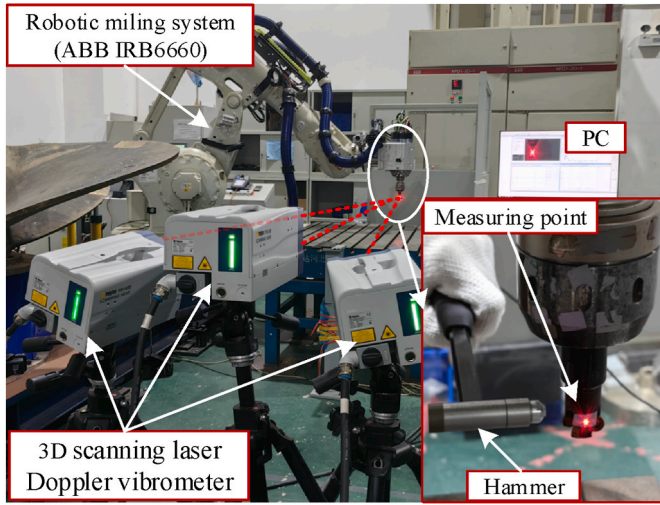 Robotic miling system
(ABB IRB6660)
PC
Measuring point
3D scanning laser
Doppler vibrometer
Hammer